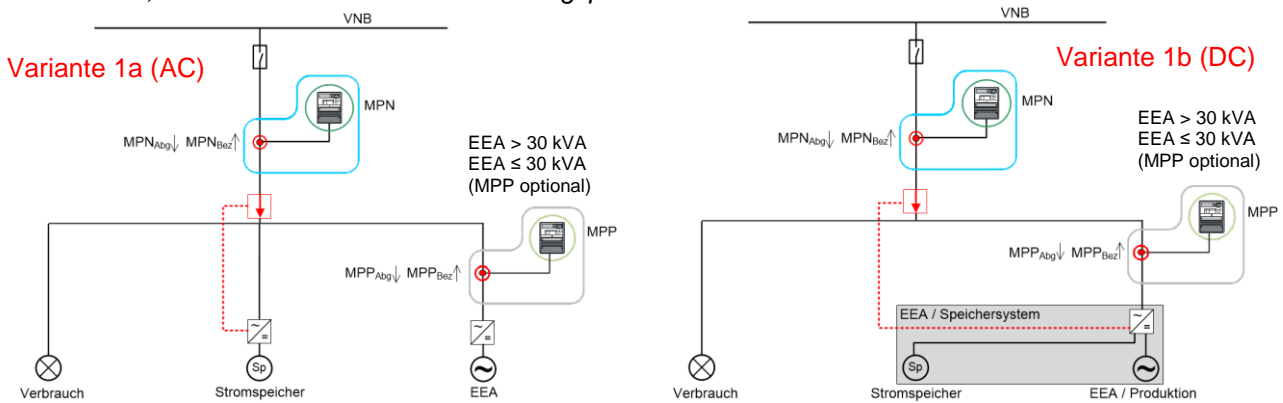 VNB
Variante 1a (AC)
MPN
MPN_Abg↓ MPN_Bez↑
EEA > 30 kVA
EEA ≤ 30 kVA
(MPP optional)
MPP
MPP_Abg↓ MPP_Bez↑
~
=
~
=
Sp
~
Verbrauch
Stromspeicher
EEA
VNB
Variante 1b (DC)
MPN
MPN_Abg↓ MPN_Bez↑
EEA > 30 kVA
EEA ≤ 30 kVA
(MPP optional)
MPP
MPP_Abg↓ MPP_Bez↑
EEA / Speichersystem
~
=
Sp
~
Verbrauch
Stromspeicher
EEA / Produktion